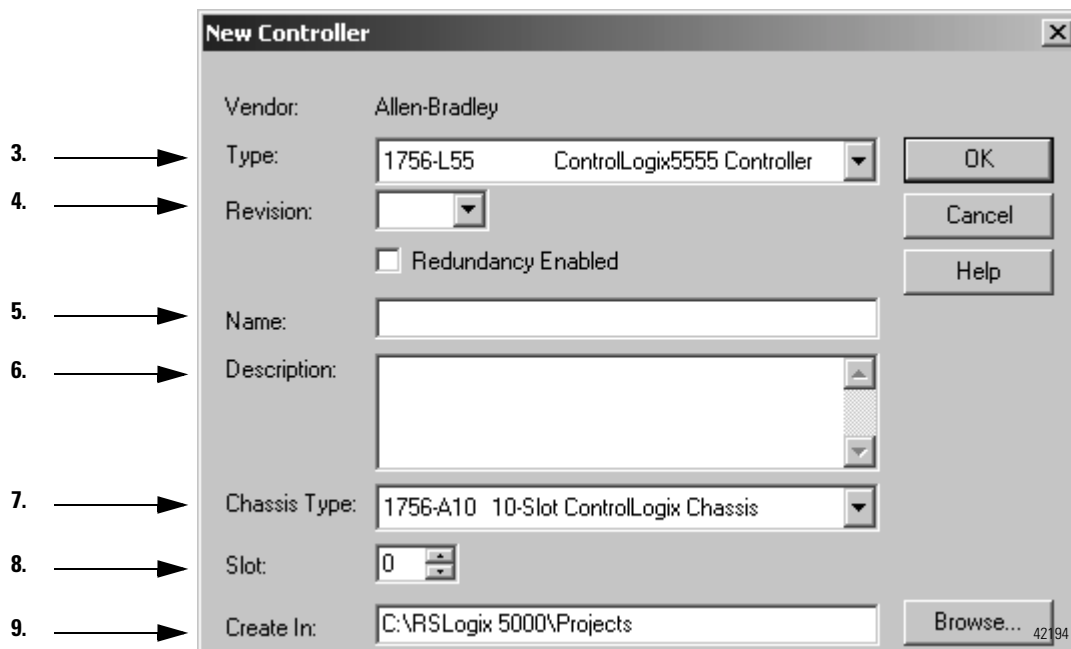 New Controller
Vendor: Allen-Bradley
3. Type: 1756-L55 ControlLogix5555 Controller OK
4. Revision: Cancel
Redundancy Enabled Help
5. Name:
6. Description:
7. Chassis Type: 1756-A10 10-Slot ControlLogix Chassis
8. Slot: 0
9. Create In: C:\RSLogix 5000\Projects Browse... 42194